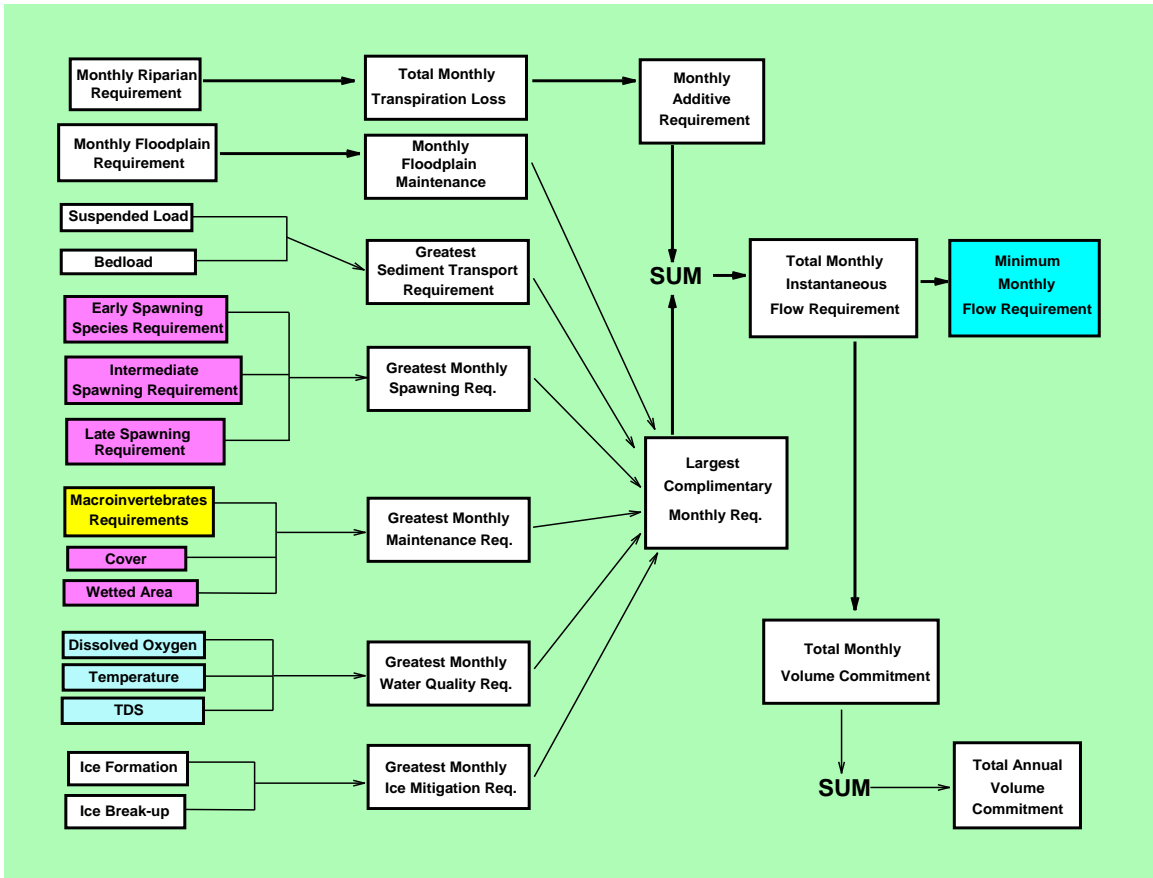 Monthly Riparian
Requirement
Total Monthly
Transpiration Loss
Monthly
Additive
Requirement
Monthly Floodplain
Requirement
Monthly
Floodplain
Maintenance
Suspended Load
Bedload
Greatest
Sediment Transport
Requirement
SUM
Total Monthly
Instantaneous
Flow Requirement
Minimum
Monthly
Flow Requirement
Early Spawning
Species Requirement
Intermediate
Spawning Requirement
Late Spawning
Requirement
Greatest Monthly
Spawning Req.
Largest
Complimentary
Monthly Req.
Macroinvertebrates
Requirements
Cover
Wetted Area
Greatest Monthly
Maintenance Req.
Dissolved Oxygen
Temperature
TDS
Greatest Monthly
Water Quality Req.
Total Monthly
Volume Commitment
Ice Formation
Ice Break-up
Greatest Monthly
Ice Mitigation Req.
SUM
Total Annual
Volume
Commitment